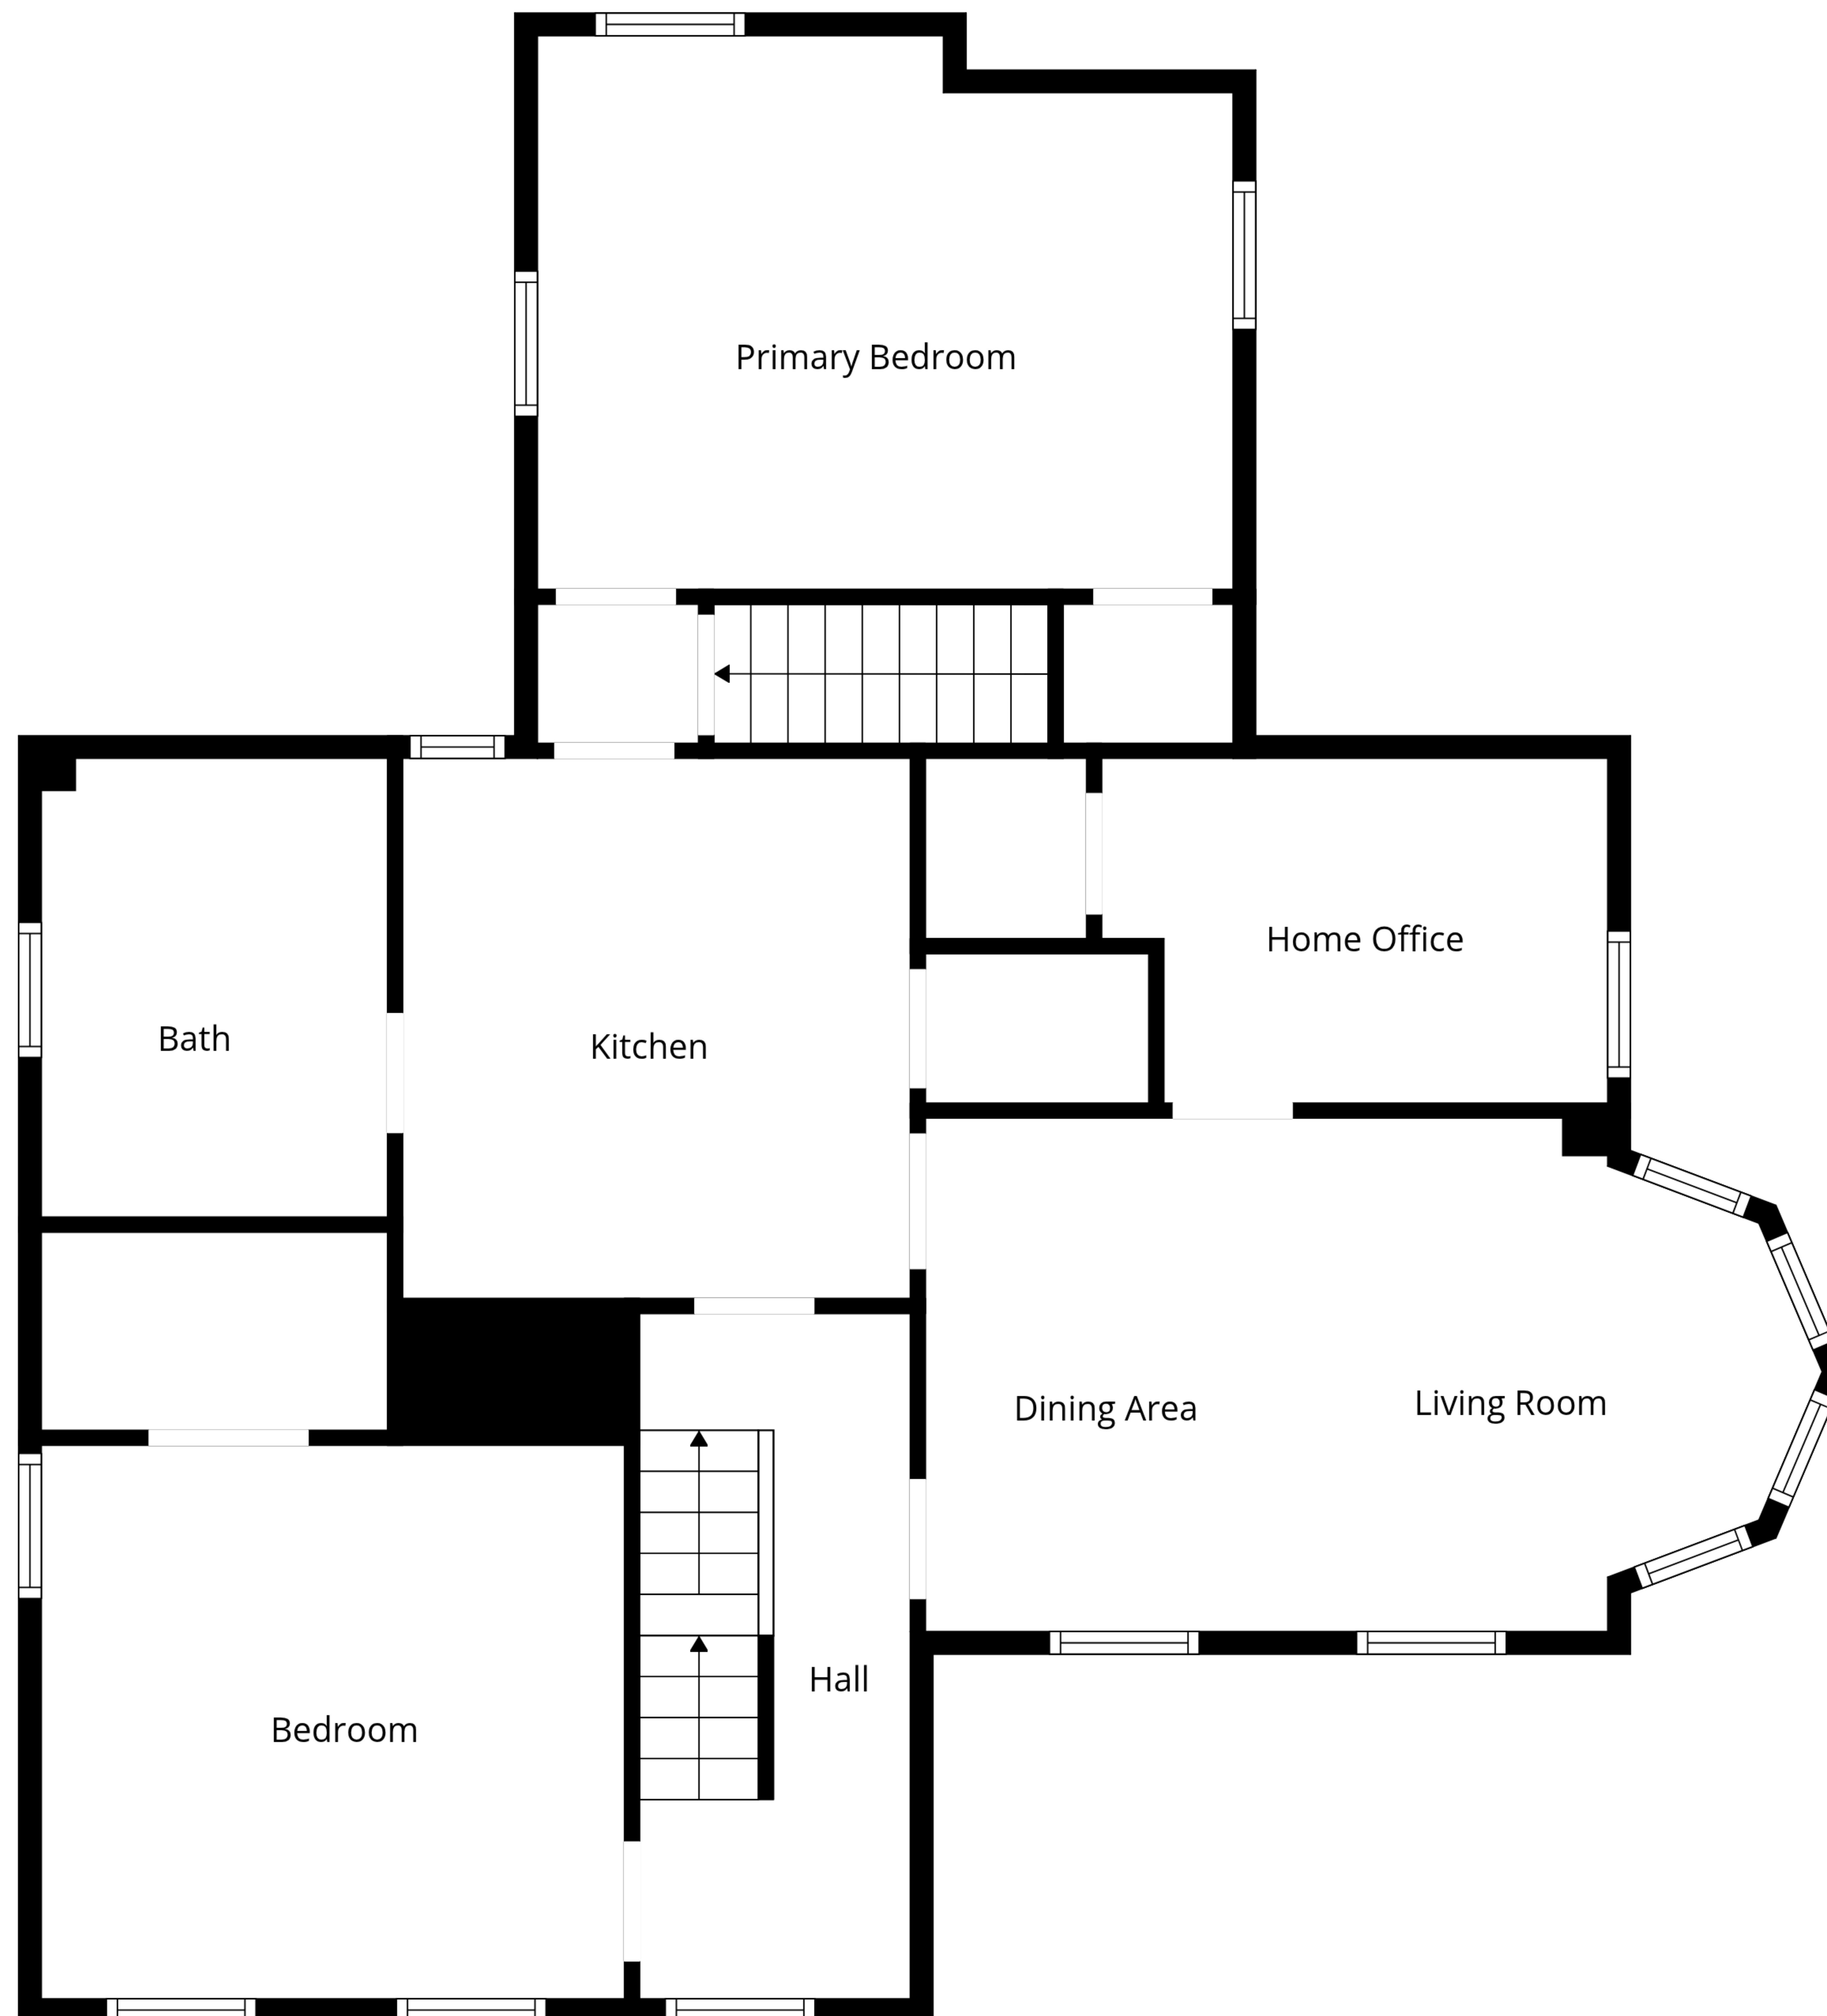 Primary Bedroom
Home Office
Bath
Kitchen
Dining Area
Living Room
Hall
Bedroom